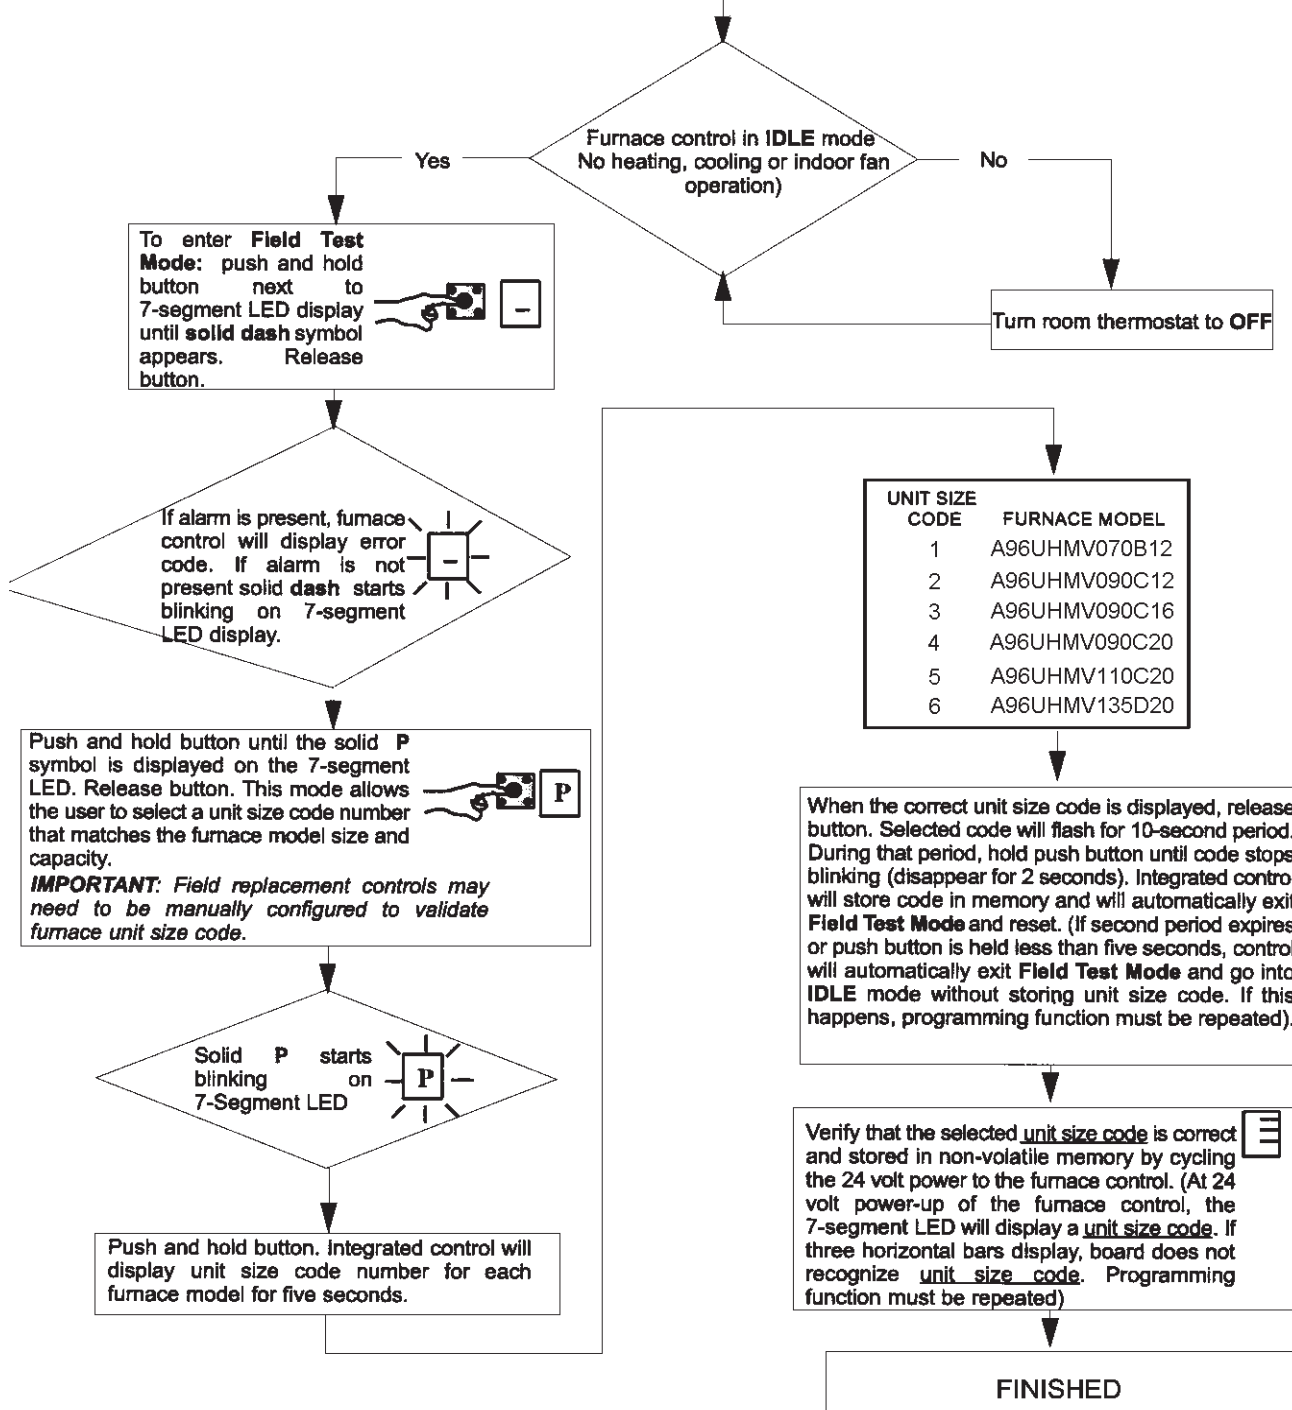 Furnace control in IDLE mode
No heating, cooling or indoor fan
operation)
Yes
No
To enter Field Test
Mode: push and hold
button next to
7-segment LED display
until solid dash symbol
appears. Release
button.
–
Turn room thermostat to OFF
If alarm is present, furnace
control will display error
code. If alarm is not
present solid dash starts
blinking on 7-segment
LED display.
–
Push and hold button until the solid P
symbol is displayed on the 7-segment
LED. Release button. This mode allows
the user to select a unit size code number
that matches the furnace model size and
capacity.
IMPORTANT: Field replacement controls may
need to be manually configured to validate
furnace unit size code.
P
Solid P starts
blinking on
7-Segment LED
P
Push and hold button. Integrated control will
display unit size code number for each
furnace model for five seconds.
UNIT SIZE
CODE FURNACE MODEL
1 A96UHMV070B12
2 A96UHMV090C12
3 A96UHMV090C16
4 A96UHMV090C20
5 A96UHMV110C20
6 A96UHMV135D20
When the correct unit size code is displayed, release
button. Selected code will flash for 10-second period.
During that period, hold push button until code stops
blinking (disappear for 2 seconds). Integrated contro
will store code in memory and will automatically exit
Field Test Mode and reset. (If second period expires
or push button is held less than five seconds, control
will automatically exit Field Test Mode and go into
IDLE mode without storing unit size code. If this
happens, programming function must be repeated).
Verify that the selected unit size code is correct
and stored in non-volatile memory by cycling
the 24 volt power to the furnace control. (At 24
volt power-up of the furnace control, the
7-segment LED will display a unit size code. If
three horizontal bars display, board does not
recognize unit size code. Programming
function must be repeated)
FINISHED